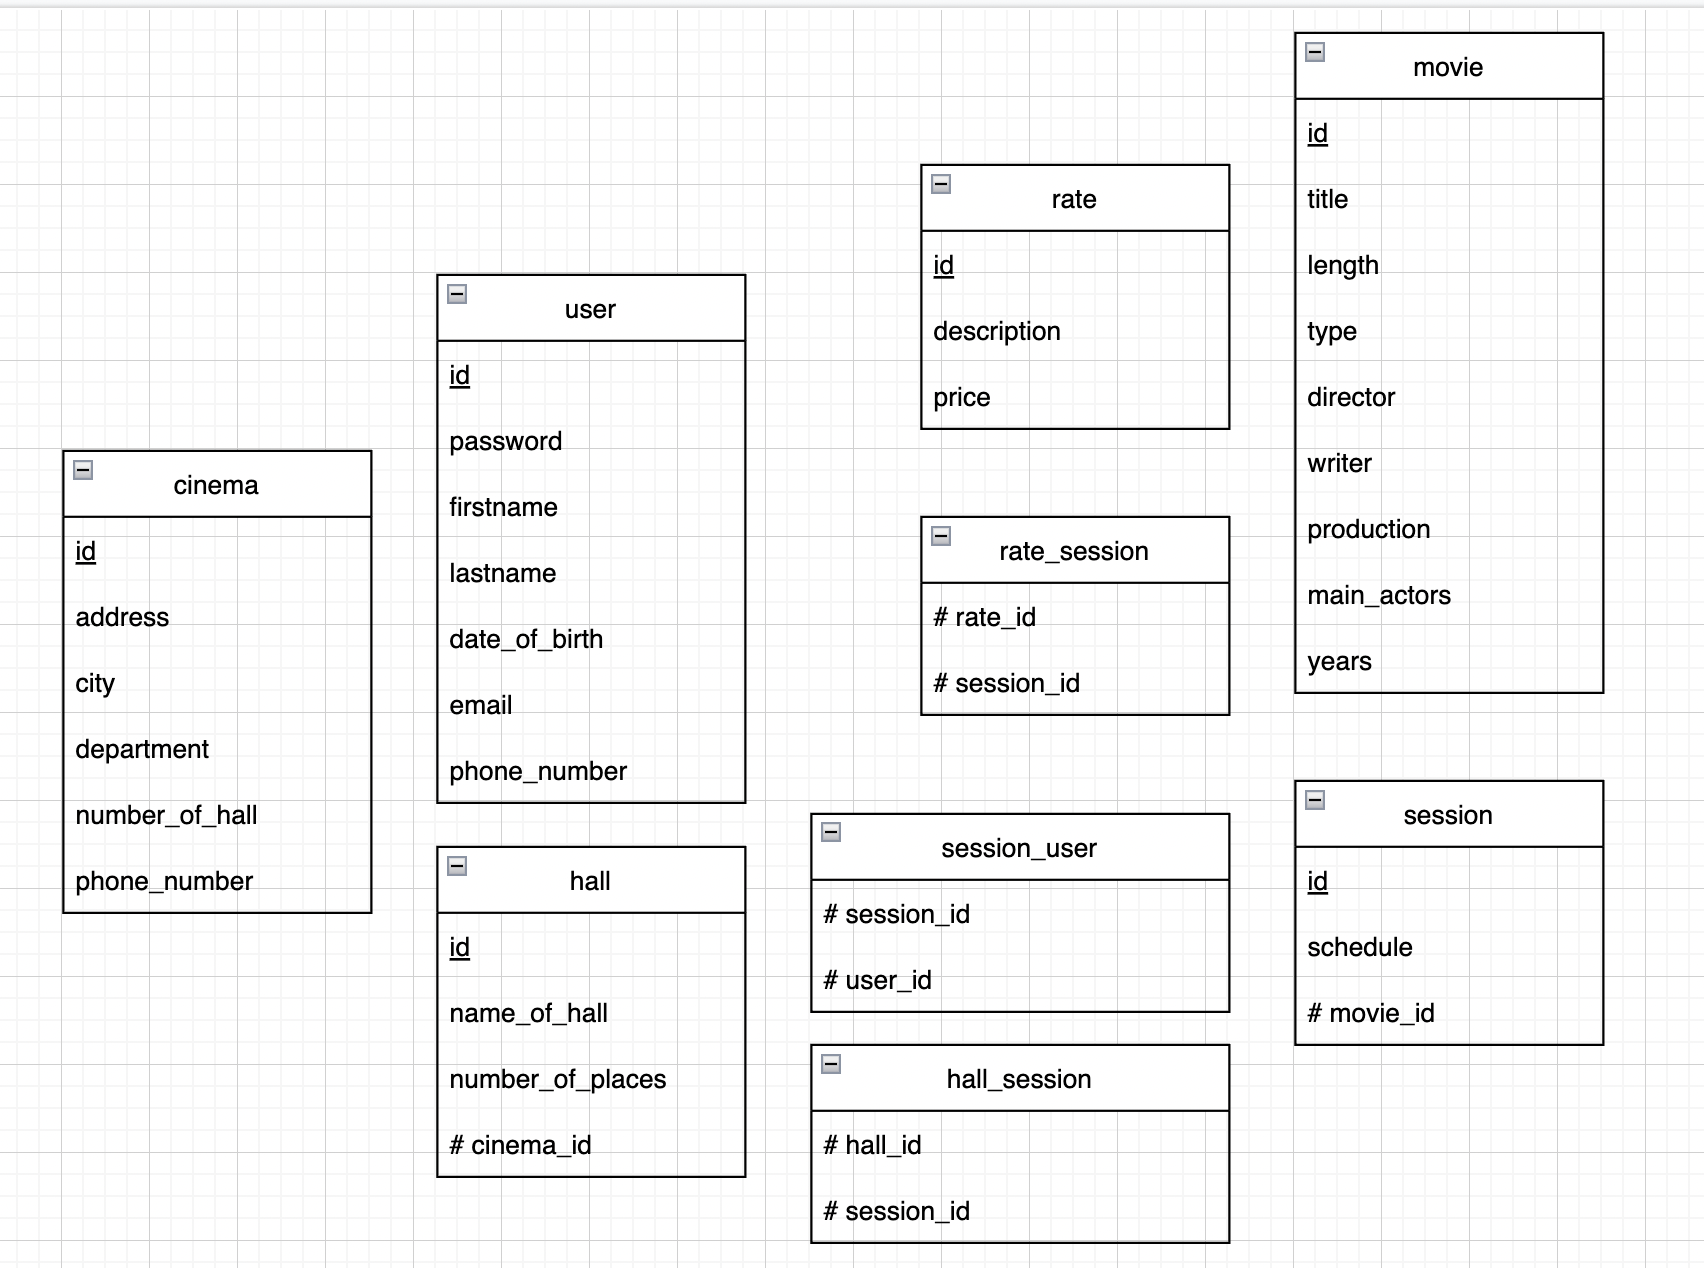 cinema
id
address
city
department
number_of_hall
phone_number
user
id
password
firstname
lastname
date_of_birth
email
phone_number
hall
id
name_of_hall
number_of_places
# cinema_id
rate
id
description
price
rate_session
# rate_id
# session_id
session_user
# session_id
# user_id
hall_session
# hall_id
# session_id
movie
id
title
length
type
director
writer
production
main_actors
years
session
id
schedule
# movie_id